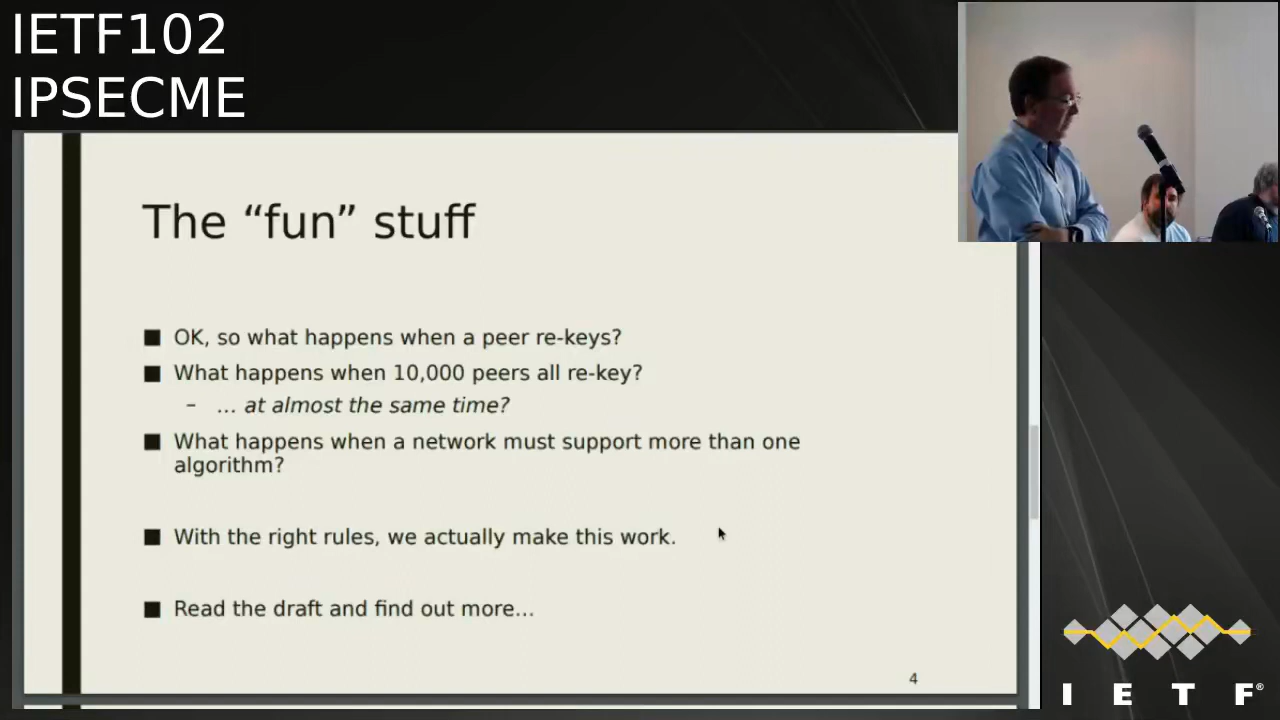 IETF102
IPSECME
The “fun” stuff
■ OK, so what happens when a peer re-keys?
■ What happens when 10,000 peers all re-key?
– … at almost the same time?
■ What happens when a network must support more than one
algorithm?
■ With the right rules, we actually make this work.
■ Read the draft and find out more…
4
I E T F®